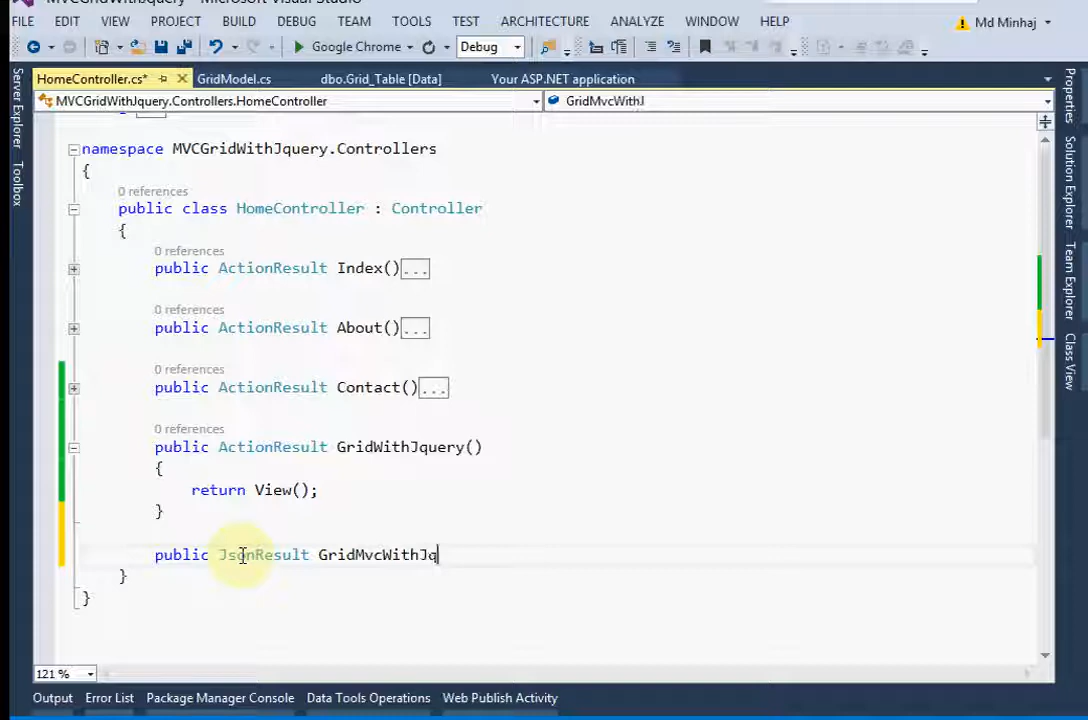 MVCGridWithJquery - Microsoft Visual Studio
FILE EDIT VIEW PROJECT BUILD DEBUG TEAM TOOLS TEST ARCHITECTURE ANALYZE WINDOW HELP Md Minhaj
Google Chrome Debug
HomeController.cs* GridModel.cs dbo.Grid_Table [Data] Your ASP.NET application
MVCGridWithJquery.Controllers.HomeController GridMvcWithJ
Server Explorer
Toolbox
namespace MVCGridWithJquery.Controllers
{
0 references
public class HomeController : Controller
{
0 references
public ActionResult Index()...
0 references
public ActionResult About()...
0 references
public ActionResult Contact()...
0 references
public ActionResult GridWithJquery()
{
return View();
}
public JsonResult GridMvcWithJq
}
}
121 %
Output Error List Package Manager Console Data Tools Operations Web Publish Activity
Properties
Solution Explorer
Team Explorer
Class View